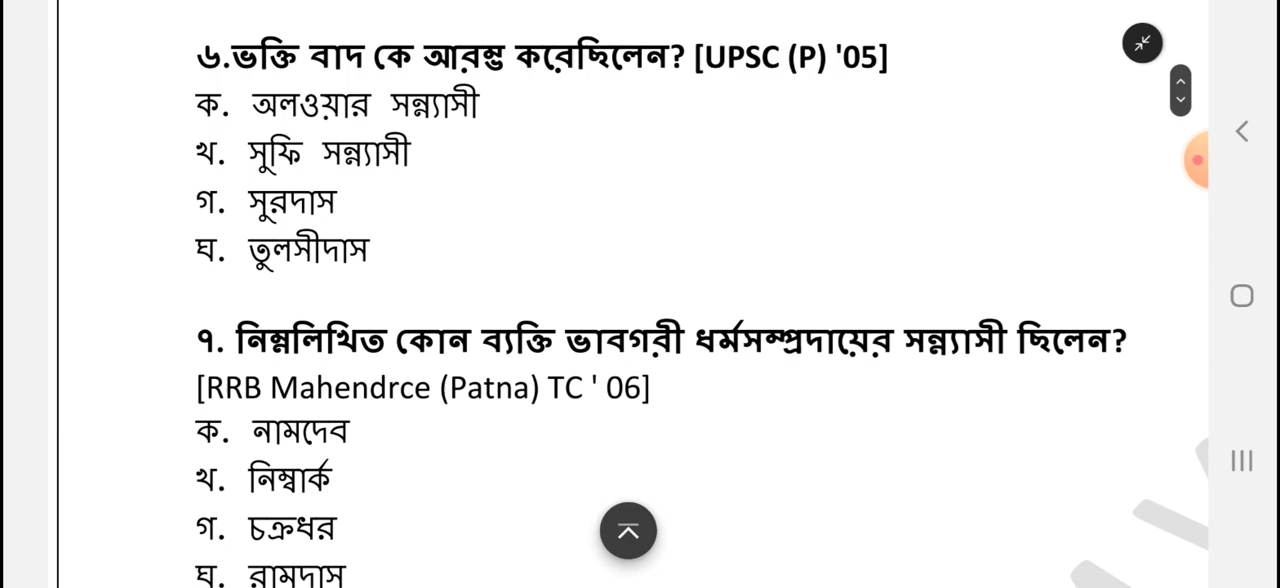 ৬.ভক্তি বাদ কে আরম্ভ করেছিলেন? [UPSC (P) '05]
ক. অলওয়ার সন্ন্যাসী
খ. সুফি সন্ন্যাসী
গ. সুরদাস
ঘ. তুলসীদাস
৭. নিম্নলিখিত কোন ব্যক্তি ভাবগরী ধর্মসম্প্রদায়ের সন্ন্যাসী ছিলেন?
[RRB Mahendrce (Patna) TC ' 06]
ক. নামদেব
খ. নিম্বার্ক
গ. চক্রধর
ঘ. রামদাস